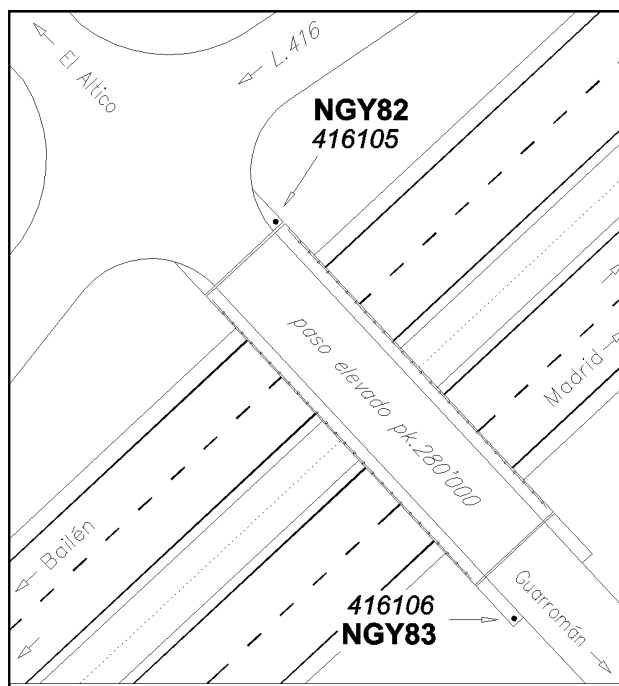 El Altico
L.416
NGY82
416105
paso elevado pk.280'000
Madrid
Bailén
Guarromán
416106
NGY83